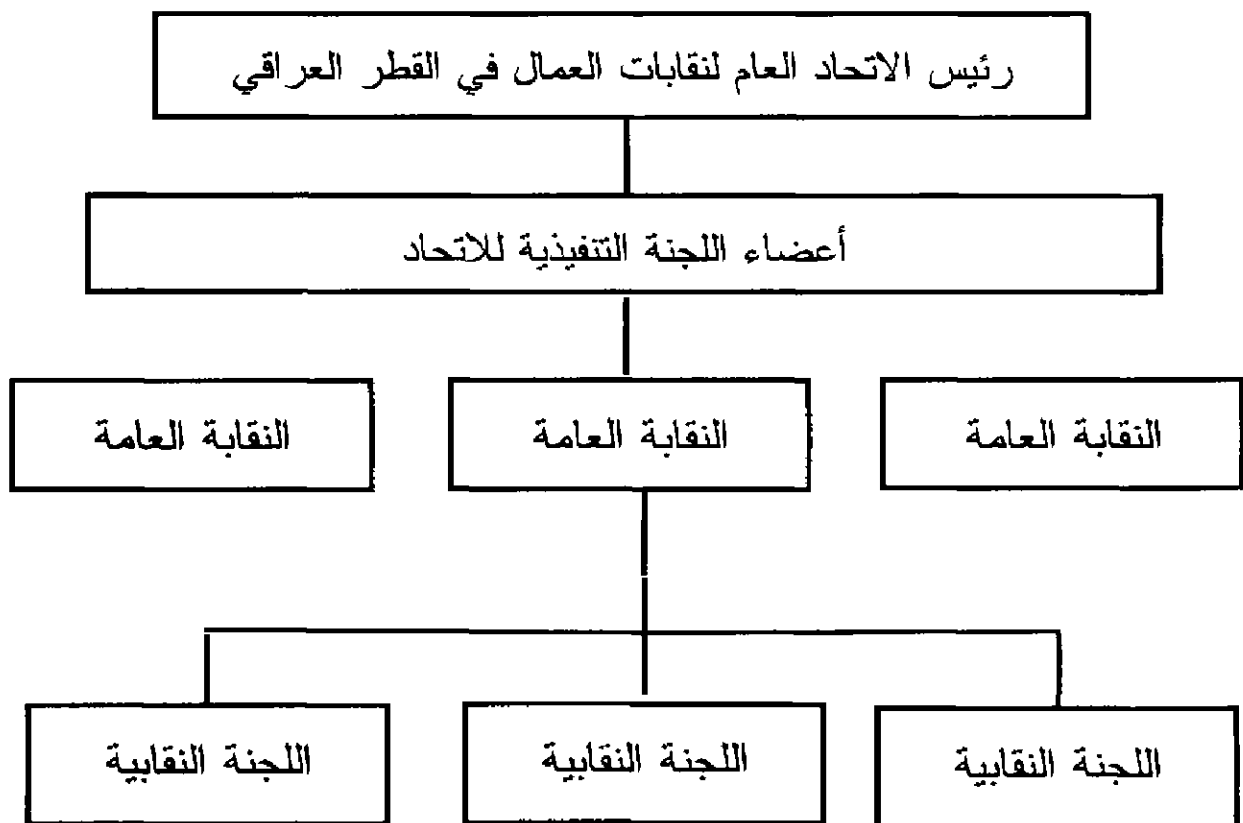 رئيس الاتحاد العام لنقابات العمال في القطر العراقي
أعضاء اللجنة التنفيذية للاتحاد
النقابة العامة
النقابة العامة
النقابة العامة
اللجنة النقابية
اللجنة النقابية
اللجنة النقابية